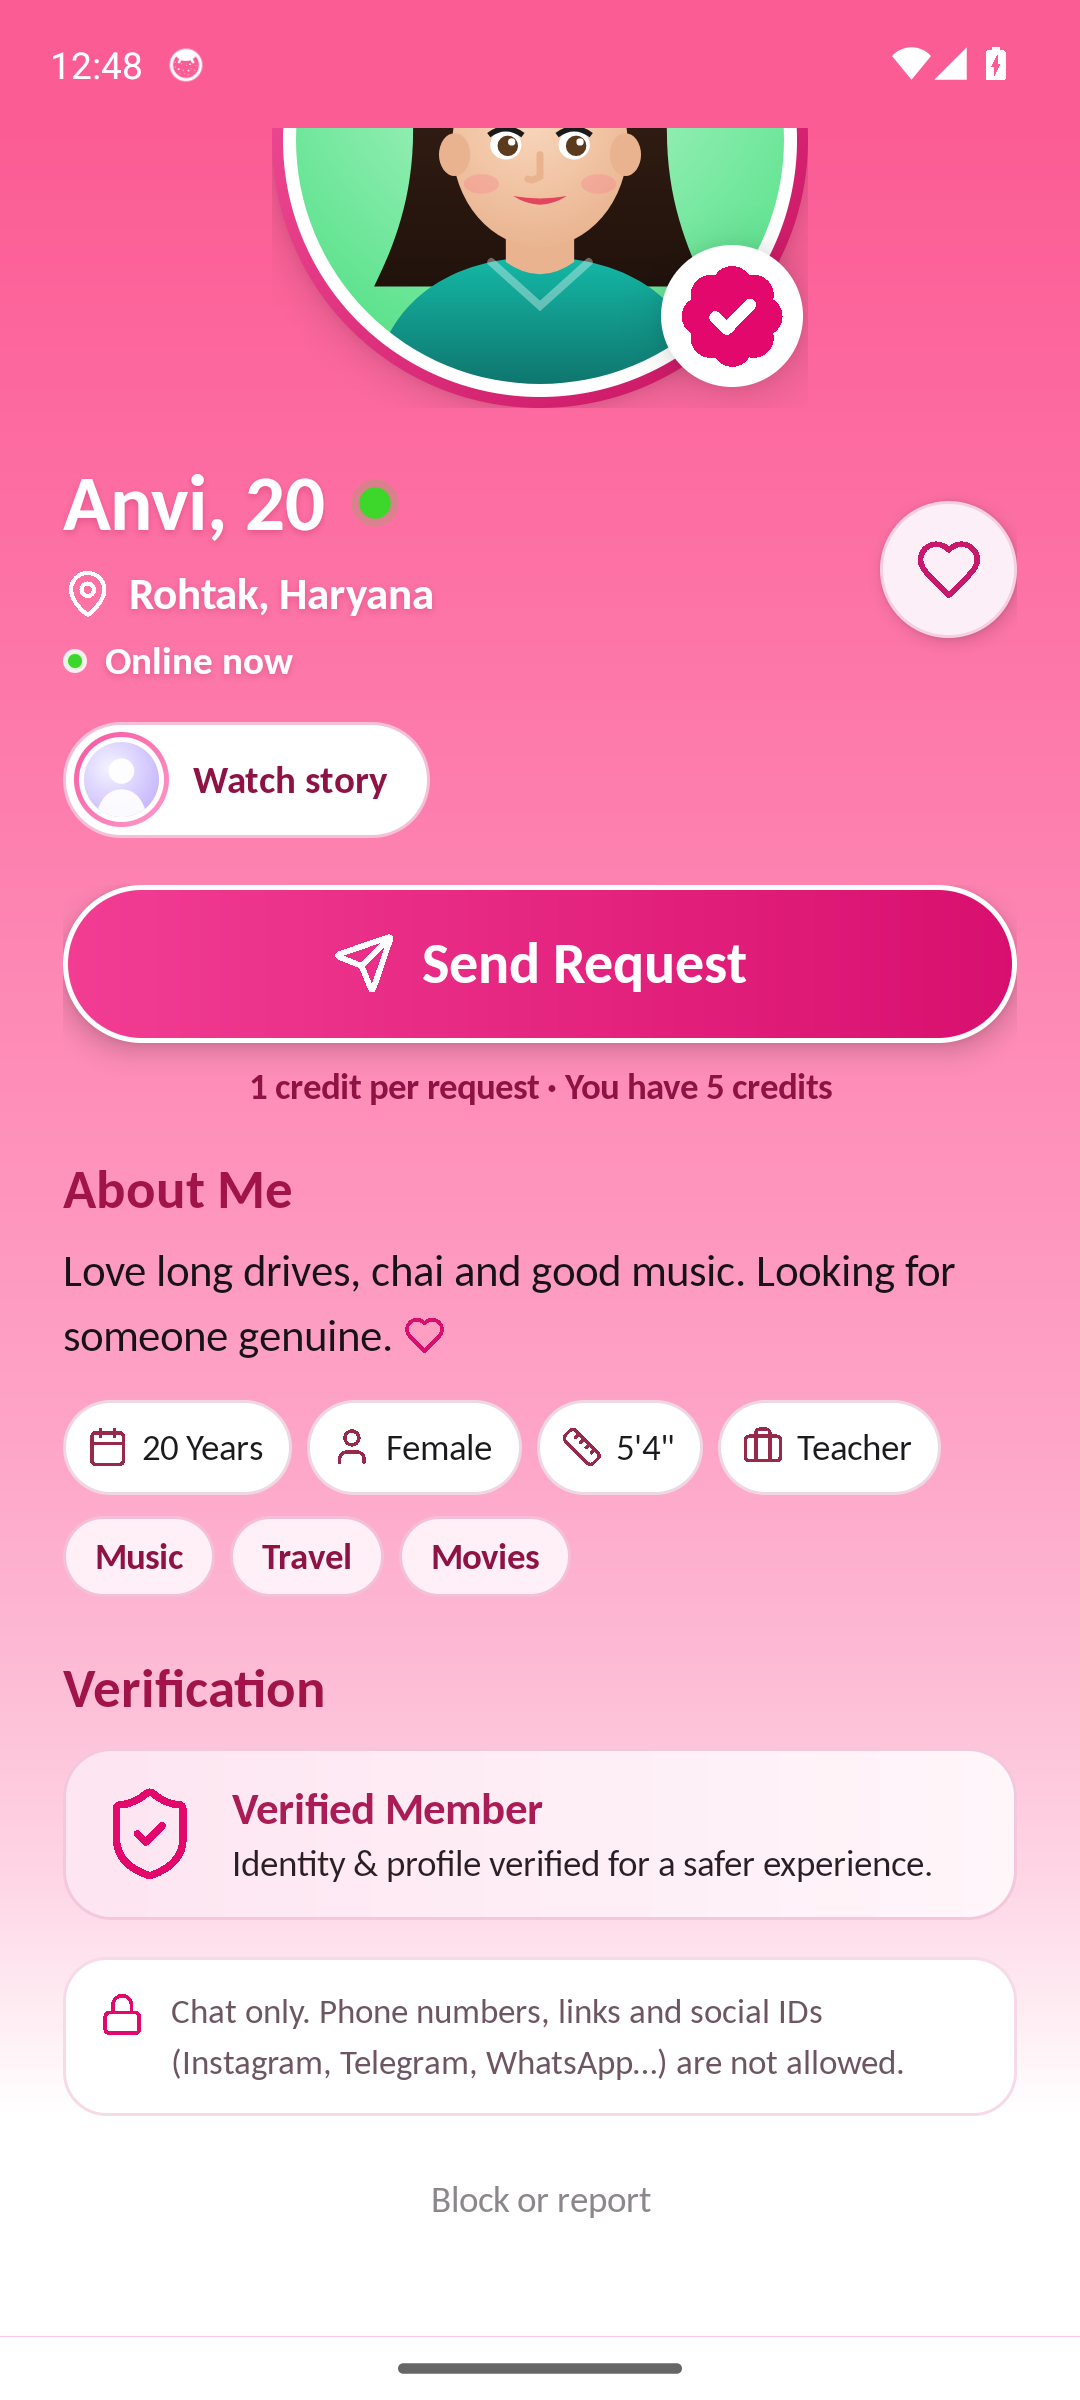 12:48
Anvi, 20
Rohtak, Haryana
Online now
Watch story
Send Request
1 credit per request · You have 5 credits
About Me
Love long drives, chai and good music. Looking for
someone genuine.
20 Years
Female
5'4"
Teacher
Music
Travel
Movies
Verification
Verified Member
Identity & profile verified for a safer experience.
Chat only. Phone numbers, links and social IDs
(Instagram, Telegram, WhatsApp...) are not allowed.
Block or report